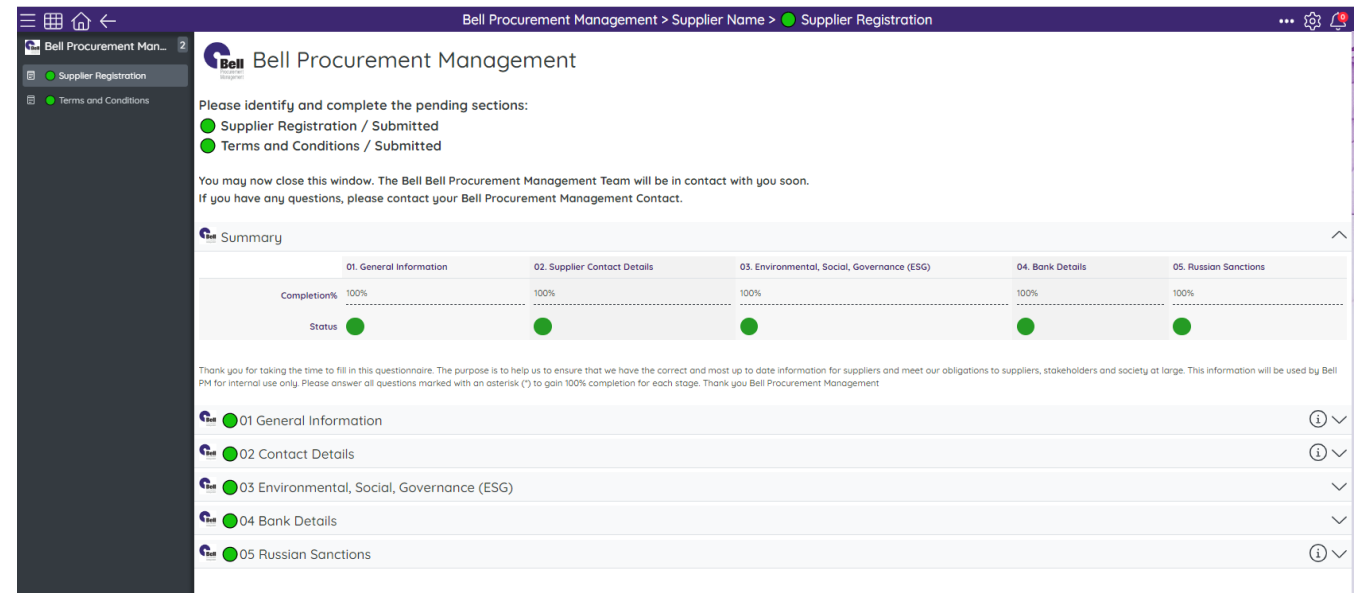 Bell Procurement Management > Supplier Name > Supplier Registration
Bell Procurement Man... 2
Supplier Registration
Terms and Conditions
Bell
Procurement
Management
Bell Procurement Management
Please identify and complete the pending sections:
Supplier Registration / Submitted
Terms and Conditions / Submitted
You may now close this window. The Bell Bell Procurement Management Team will be in contact with you soon.
If you have any questions, please contact your Bell Procurement Management Contact.
Bell Summary
01. General Information 02. Supplier Contact Details 03. Environmental, Social, Governance (ESG) 04. Bank Details 05. Russian Sanctions
Completion% 100% 100% 100% 100% 100%
Status
Thank you for taking the time to fill in this questionnaire. The purpose is to help us to ensure that we have the correct and most up to date information for suppliers and meet our obligations to suppliers, stakeholders and society at large. This information will be used by Bell
PM for internal use only. Please answer all questions marked with an asterisk (*) to gain 100% completion for each stage. Thank you Bell Procurement Management
Bell 01 General Information
Bell 02 Contact Details
Bell 03 Environmental, Social, Governance (ESG)
Bell 04 Bank Details
Bell 05 Russian Sanctions